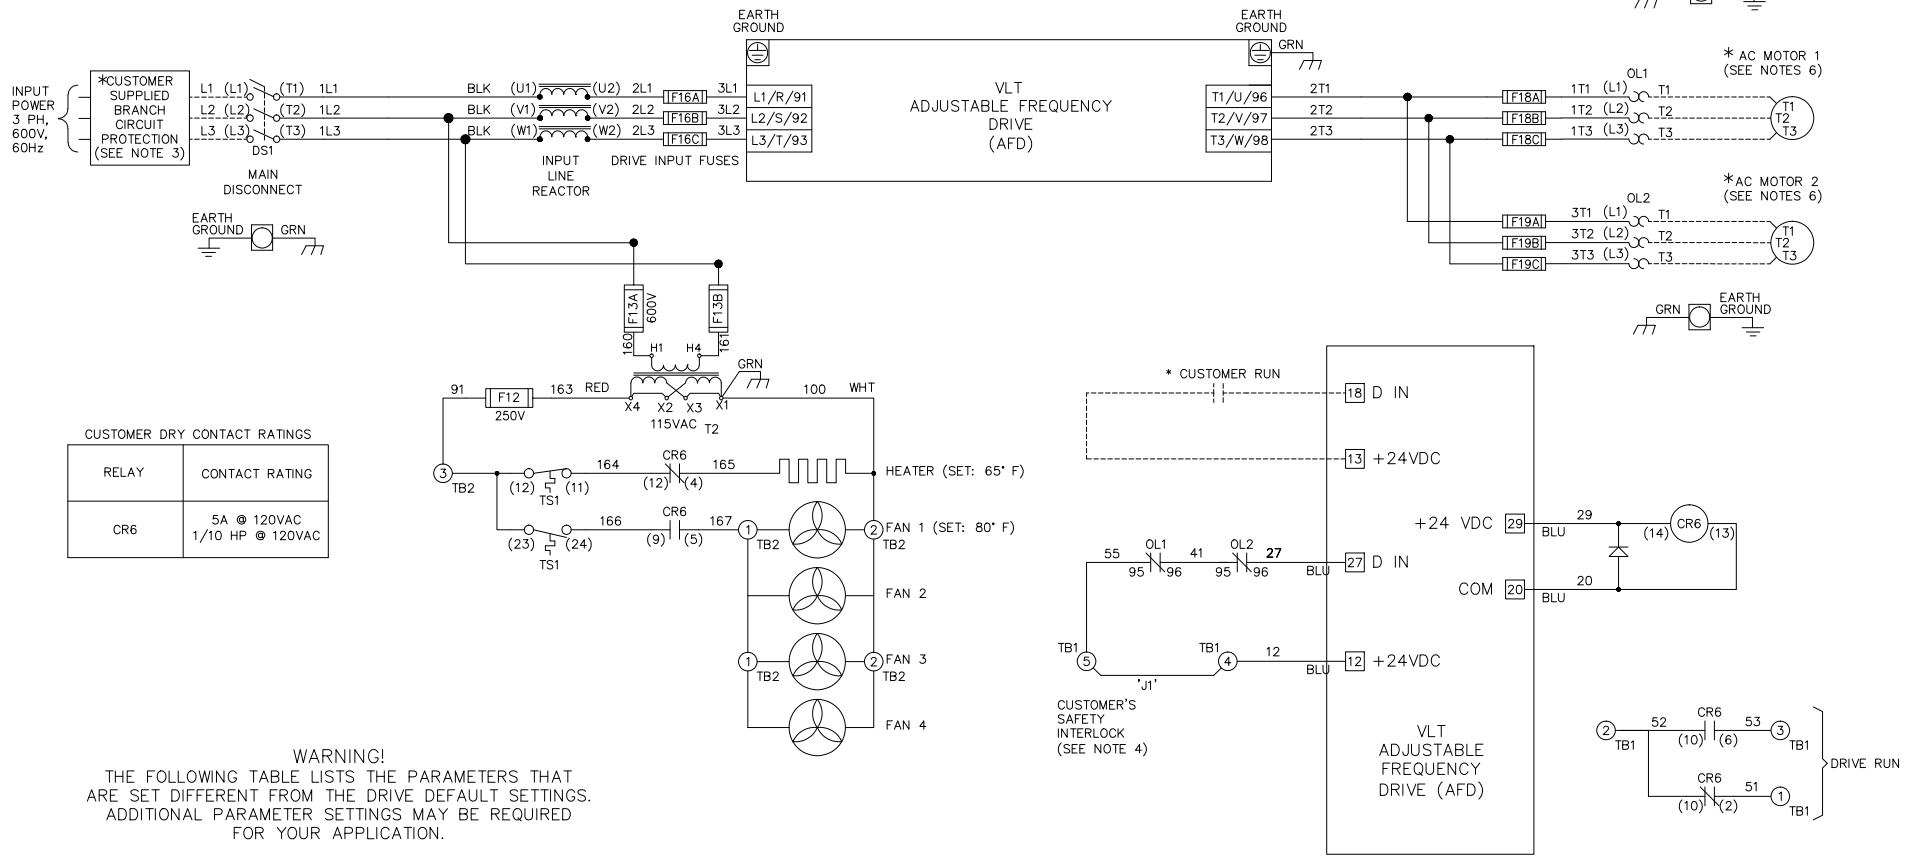 EARTH
GROUND
EARTH
GROUND
GRN
INPUT
POWER
3 PH,
600V,
60Hz
*CUSTOMER
SUPPLIED
BRANCH
CIRCUIT
PROTECTION
(SEE NOTE 3)
L1 (L1) (T1) 1L1 BLK (U1) (U2) 2L1 F16A 3L1 L1/R/91
L2 (L2) (T2) 1L2 BLK (V1) (V2) 2L2 F16B 3L2 L2/S/92
L3 (L3) (T3) 1L3 BLK (W1) (W2) 2L3 F16C 3L3 L3/T/93
DS1
MAIN
DISCONNECT
INPUT
LINE
REACTOR
DRIVE INPUT FUSES
VLT
ADJUSTABLE FREQUENCY
DRIVE
(AFD)
T1/U/96 2T1 F18A 1T1 (L1) OL1 T1
T2/V/97 2T2 F18B 1T2 (L2) T2
T3/W/98 2T3 F18C 1T3 (L3) T3
* AC MOTOR 1
(SEE NOTES 6)
T1
T2
T3
* AC MOTOR 2
(SEE NOTES 6)
OL2
F19A 3T1 (L1) T1
F19B 3T2 (L2) T2
F19C 3T3 (L3) T3
T1
T2
T3
GRN EARTH
GROUND
EARTH
GROUND GRN
F13A 600V F13B
160 161
H1 H4
GRN
91 F12 163 RED X4 X2 X3 X1 100 WHT
250V
115VAC T2
3 TB2
(12) (11) 164 CR6 165 HEATER (SET: 65° F)
TS1 (12) (4)
(23) (24) 166 CR6 167 1 2 FAN 1 (SET: 80° F)
TS1 (9) (5) TB2 TB2
FAN 2
1 2 FAN 3
TB2 TB2
FAN 4
CUSTOMER DRY CONTACT RATINGS
RELAY CONTACT RATING
CR6 5A @ 120VAC
1/10 HP @ 120VAC
WARNING!
THE FOLLOWING TABLE LISTS THE PARAMETERS THAT
ARE SET DIFFERENT FROM THE DRIVE DEFAULT SETTINGS.
ADDITIONAL PARAMETER SETTINGS MAY BE REQUIRED
FOR YOUR APPLICATION.
* CUSTOMER RUN
18 D IN
13 +24VDC
55 OL1 41 OL2 27
95 96 95 96 BLU 27 D IN
TB1 5 TB1 4 12 BLU 12 +24VDC
'J1'
CUSTOMER'S
SAFETY
INTERLOCK
(SEE NOTE 4)
+24 VDC 29 BLU 29 (14) CR6 (13)
COM 20 BLU 20
VLT
ADJUSTABLE
FREQUENCY
DRIVE (AFD)
2 TB1 52 CR6 53 3 TB1
(10) (6)
CR6 51 1 TB1
(10) (2)
DRIVE RUN